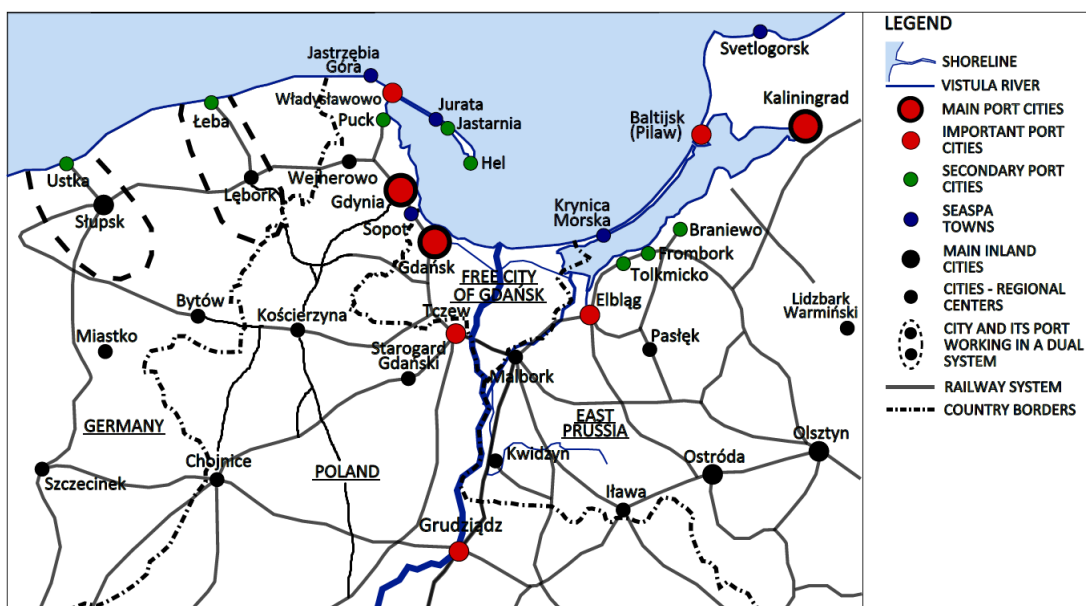 Jastrzębia
Góra
Władysławowo
Puck
Jurata
Jastarnia
Hel
Łeba
Ustka
Słupsk
Lębork
Wejherowo
Gdynia
Sopot
Gdańsk
Svetlogorsk
Kaliningrad
Baltijsk
(Pilaw)
Krynica
Morska
Braniewo
Frombork
Tolkmicko
Elbląg
FREE CITY
OF GDAŃSK
Tczew
Bytów
Kościerzyna
Miastko
Starogard
Gdański
Malbork
Pasłęk
Lidzbark
Warmiński
GERMANY
EAST
PRUSSIA
Olsztyn
Ostróda
Chojnice
POLAND
Kwidzyn
Szczecinek
Iława
Grudziądz
LEGEND
SHORELINE
VISTULA RIVER
MAIN PORT CITIES
IMPORTANT PORT
CITIES
SECONDARY PORT
CITIES
SEASPA
TOWNS
MAIN INLAND
CITIES
CITIES - REGIONAL
CENTERS
CITY AND ITS PORT
WORKING IN A DUAL
SYSTEM
RAILWAY SYSTEM
COUNTRY BORDERS